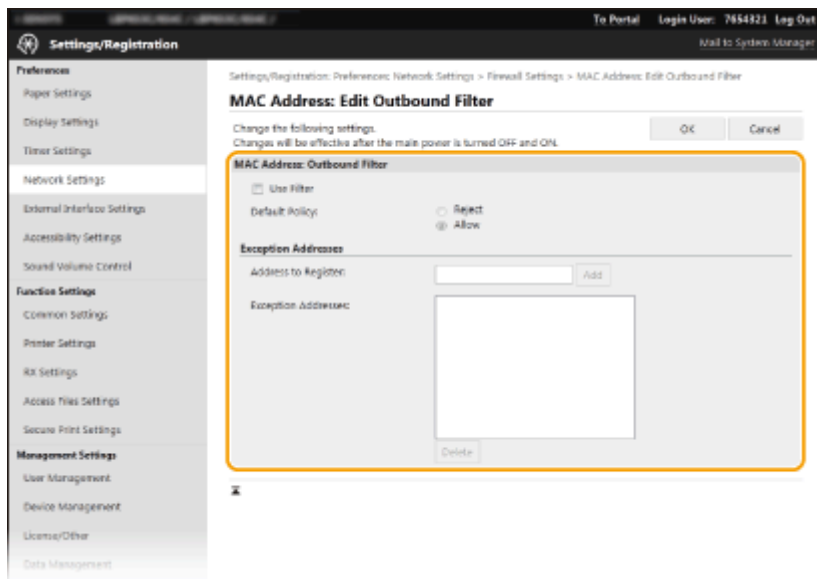 To Portal Login User: 7654321 Log Out
Settings/Registration
Mail to System Manager
Preferences
Paper Settings
Display Settings
Timer Settings
Network Settings
External Interface Settings
Accessibility Settings
Sound Volume Control
Function Settings
Common Settings
Printer Settings
RX Settings
Access Files Settings
Secure Print Settings
Management Settings
User Management
Device Management
License/Other
Data Management
Settings/Registration: Preferences: Network Settings > Firewall Settings > MAC Address: Edit Outbound Filter
MAC Address: Edit Outbound Filter
Change the following settings.
Changes will be effective after the main power is turned OFF and ON.
OK Cancel
MAC Address: Outbound Filter
Use Filter
Default Policy: Reject
Allow
Exception Addresses
Address to Register: Add
Exception Addresses:
Delete